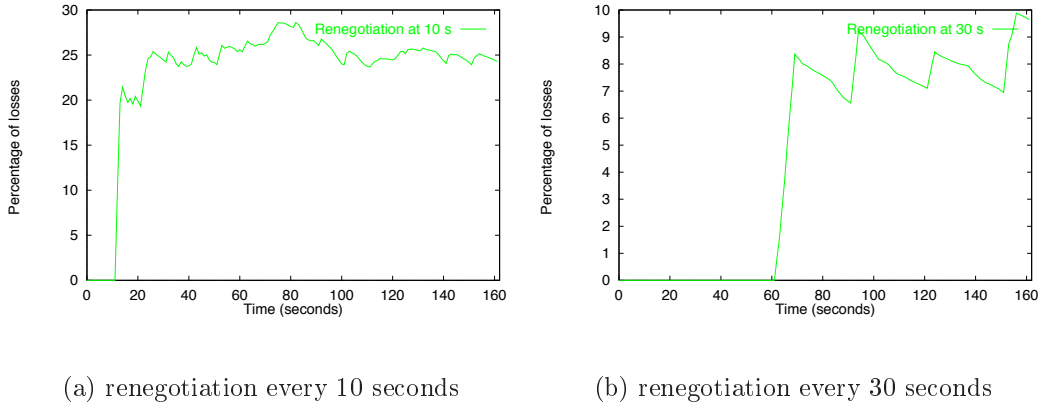 30
25
20
15
10
5
0
Percentage of losses
Renegotiation at 10 s
0 20 40 60 80 100 120 140 160
Time (seconds)
(a) renegotiation every 10 seconds
10
9
8
7
6
5
4
3
2
1
0
Percentage of losses
Renegotiation at 30 s
0 20 40 60 80 100 120 140 160
Time (seconds)
(b) renegotiation every 30 seconds